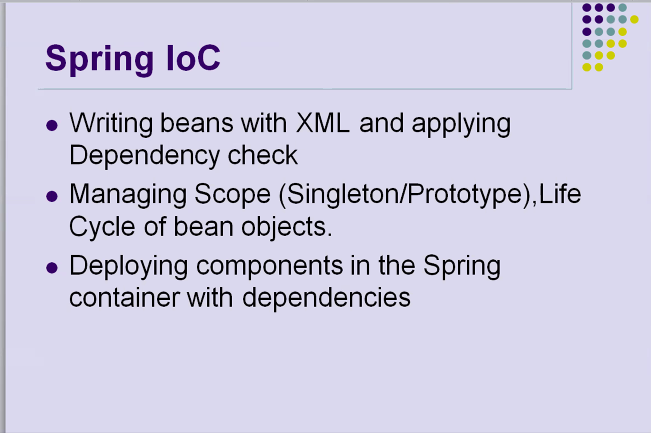 Spring IoC
Writing beans with XML and applying
Dependency check
Managing Scope (Singleton/Prototype),Life
Cycle of bean objects.
Deploying components in the Spring
container with dependencies